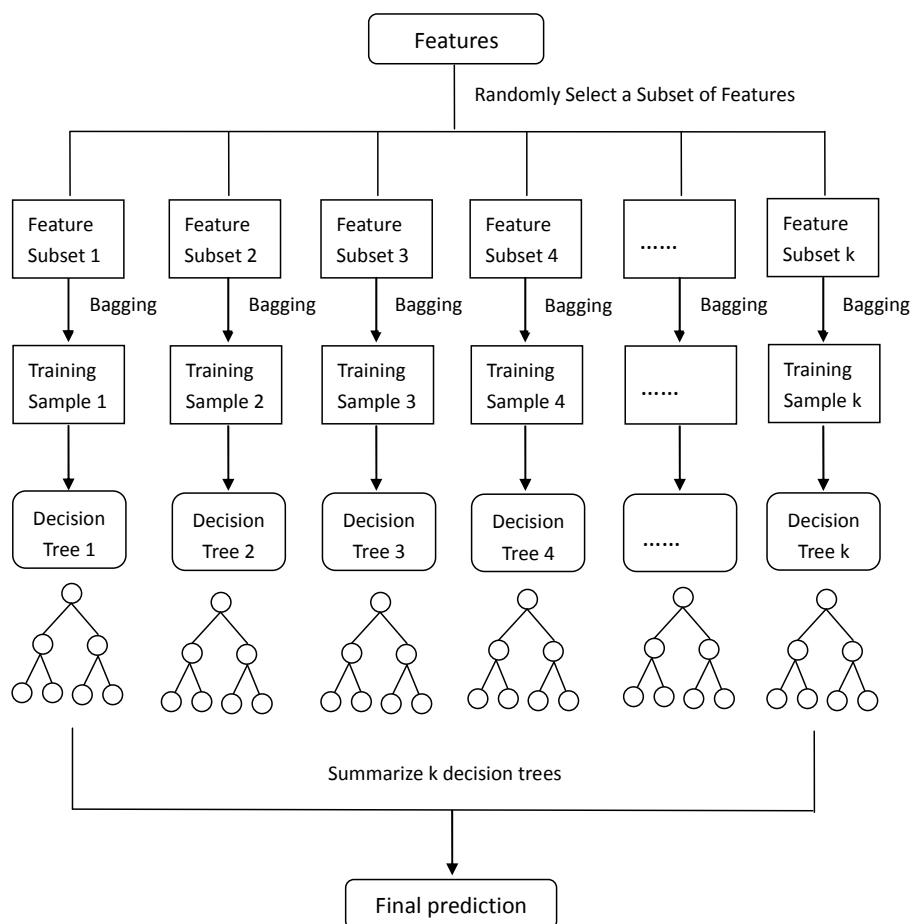 Features
Randomly Select a Subset of Features
Feature
Subset 1
Feature
Subset 2
Feature
Subset 3
Feature
Subset 4
……
Feature
Subset k
Bagging
Bagging
Bagging
Bagging
Bagging
Training
Sample 1
Training
Sample 2
Training
Sample 3
Training
Sample 4
……
Training
Sample k
Decision
Tree 1
Decision
Tree 2
Decision
Tree 3
Decision
Tree 4
……
Decision
Tree k
Summarize k decision trees
Final prediction